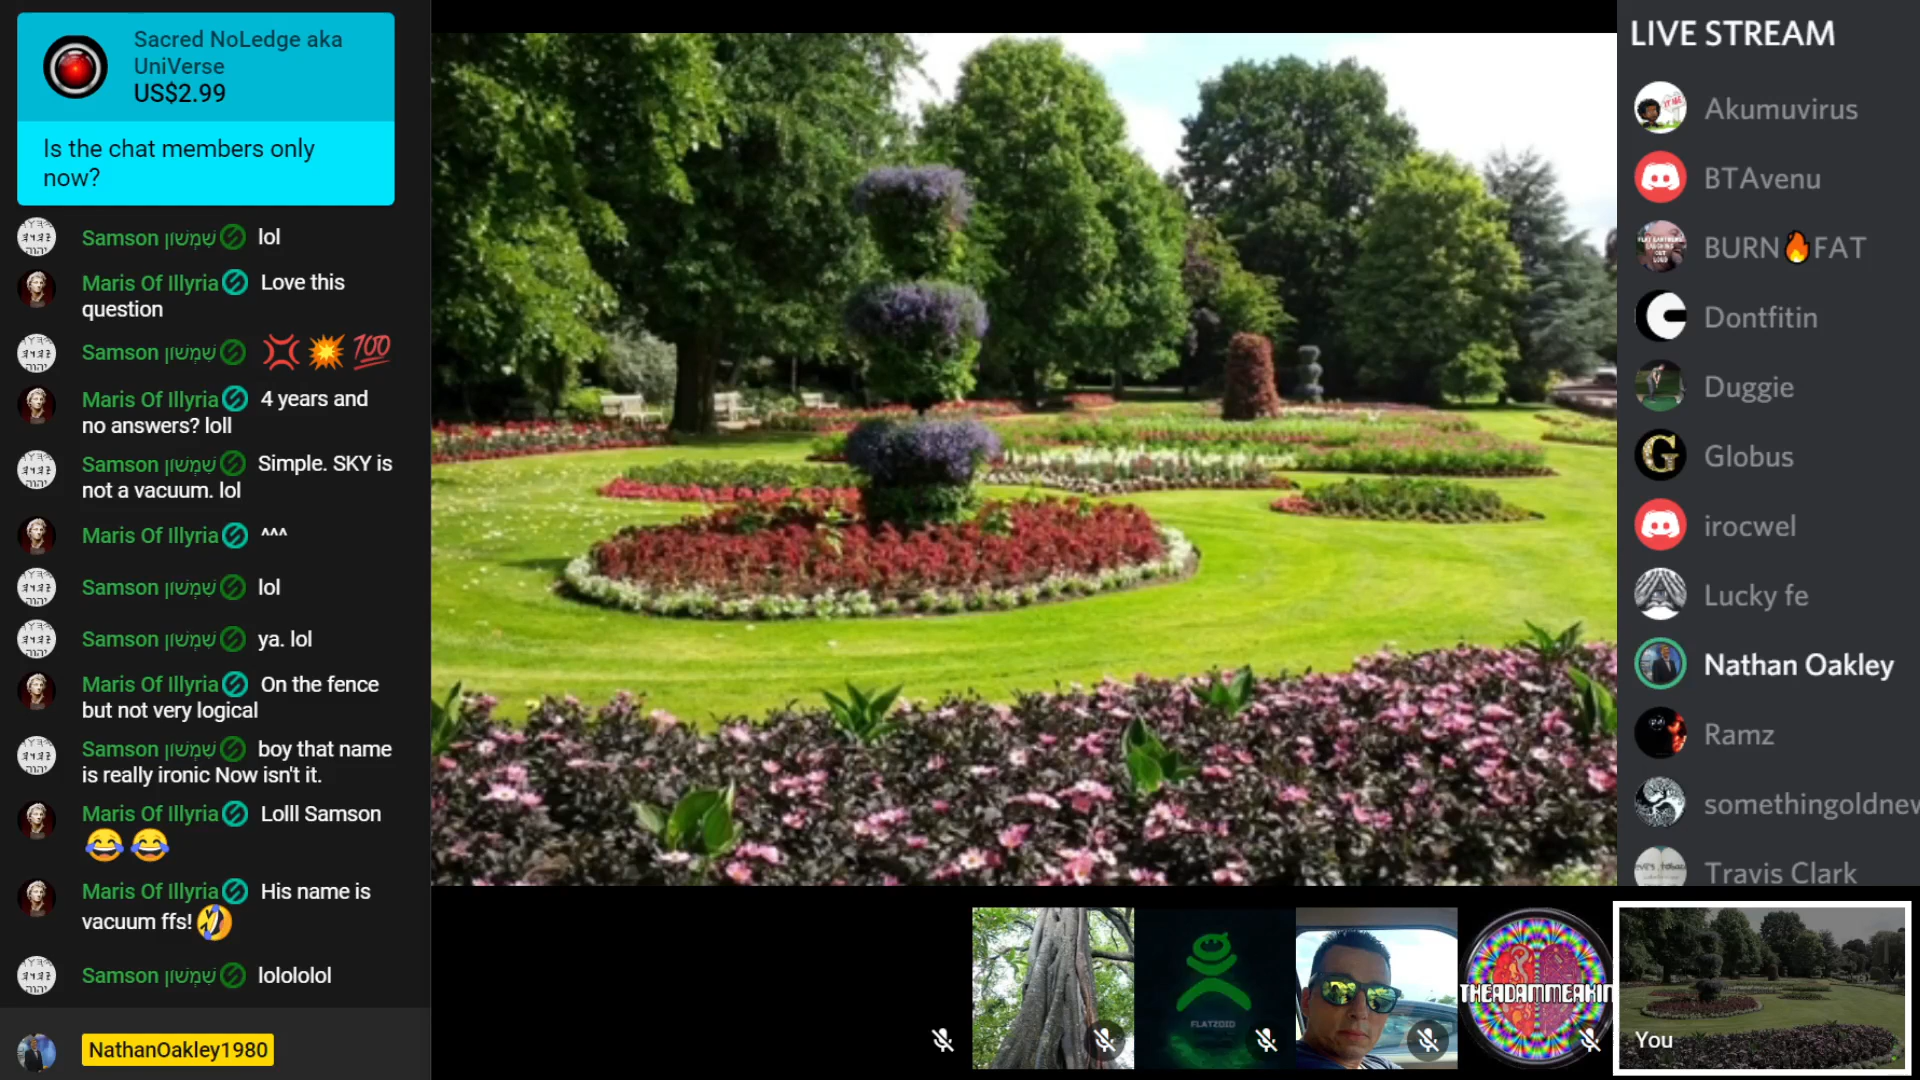 Sacred NoLedge aka
UniVerse
US$2.99
Is the chat members only
now?
Samson שִׁמְשׁוֹן lol
Maris Of Illyria Love this
question
Samson שִׁמְשׁוֹן 💢💥💯
Maris Of Illyria 4 years and
no answers? loll
Samson שִׁמְשׁוֹן Simple. SKY is
not a vacuum. lol
Maris Of Illyria ^^^
Samson שִׁמְשׁוֹן lol
Samson שִׁמְשׁוֹן ya. lol
Maris Of Illyria On the fence
but not very logical
Samson שִׁמְשׁוֹן boy that name
is really ironic Now isn't it.
Maris Of Illyria Lolll Samson
😂😂
Maris Of Illyria His name is
vacuum ffs!🤣
Samson שִׁמְשׁוֹן lolololol
NathanOakley1980
LIVE STREAM
Akumuvirus
BTAvenu
BURN🔥FAT
Dontfitin
Duggie
Globus
irocwel
Lucky fe
Nathan Oakley
Ramz
somethingoldnew
Travis Clark
FLATZOID
THEADAMMEAKIN
You